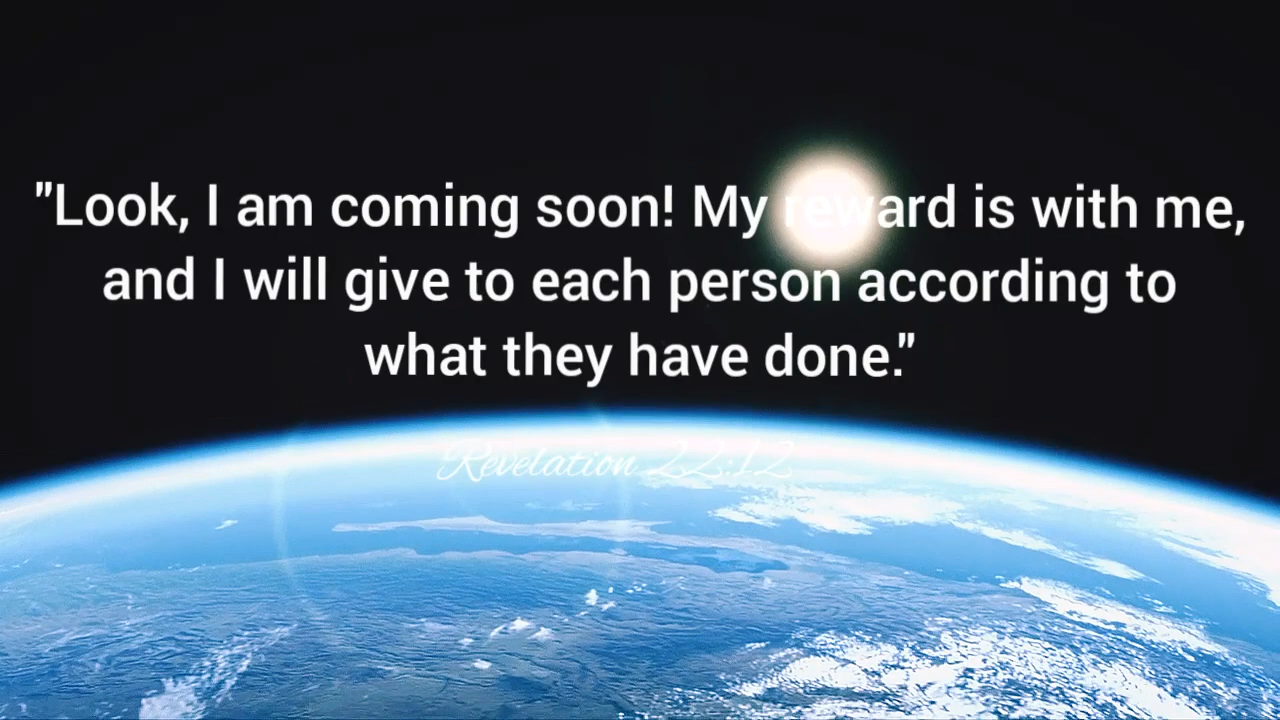 "Look, I am coming soon! My reward is with me,
and I will give to each person according to
what they have done."
Revelation 22:12